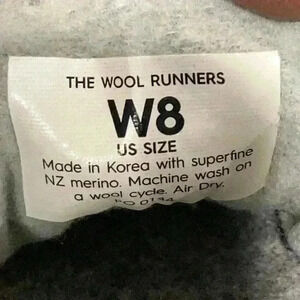 THE WOOL RUNNERS
W8
US SIZE
Made in Korea with superfine
NZ merino. Machine wash on
a wool cycle. Air Dry.